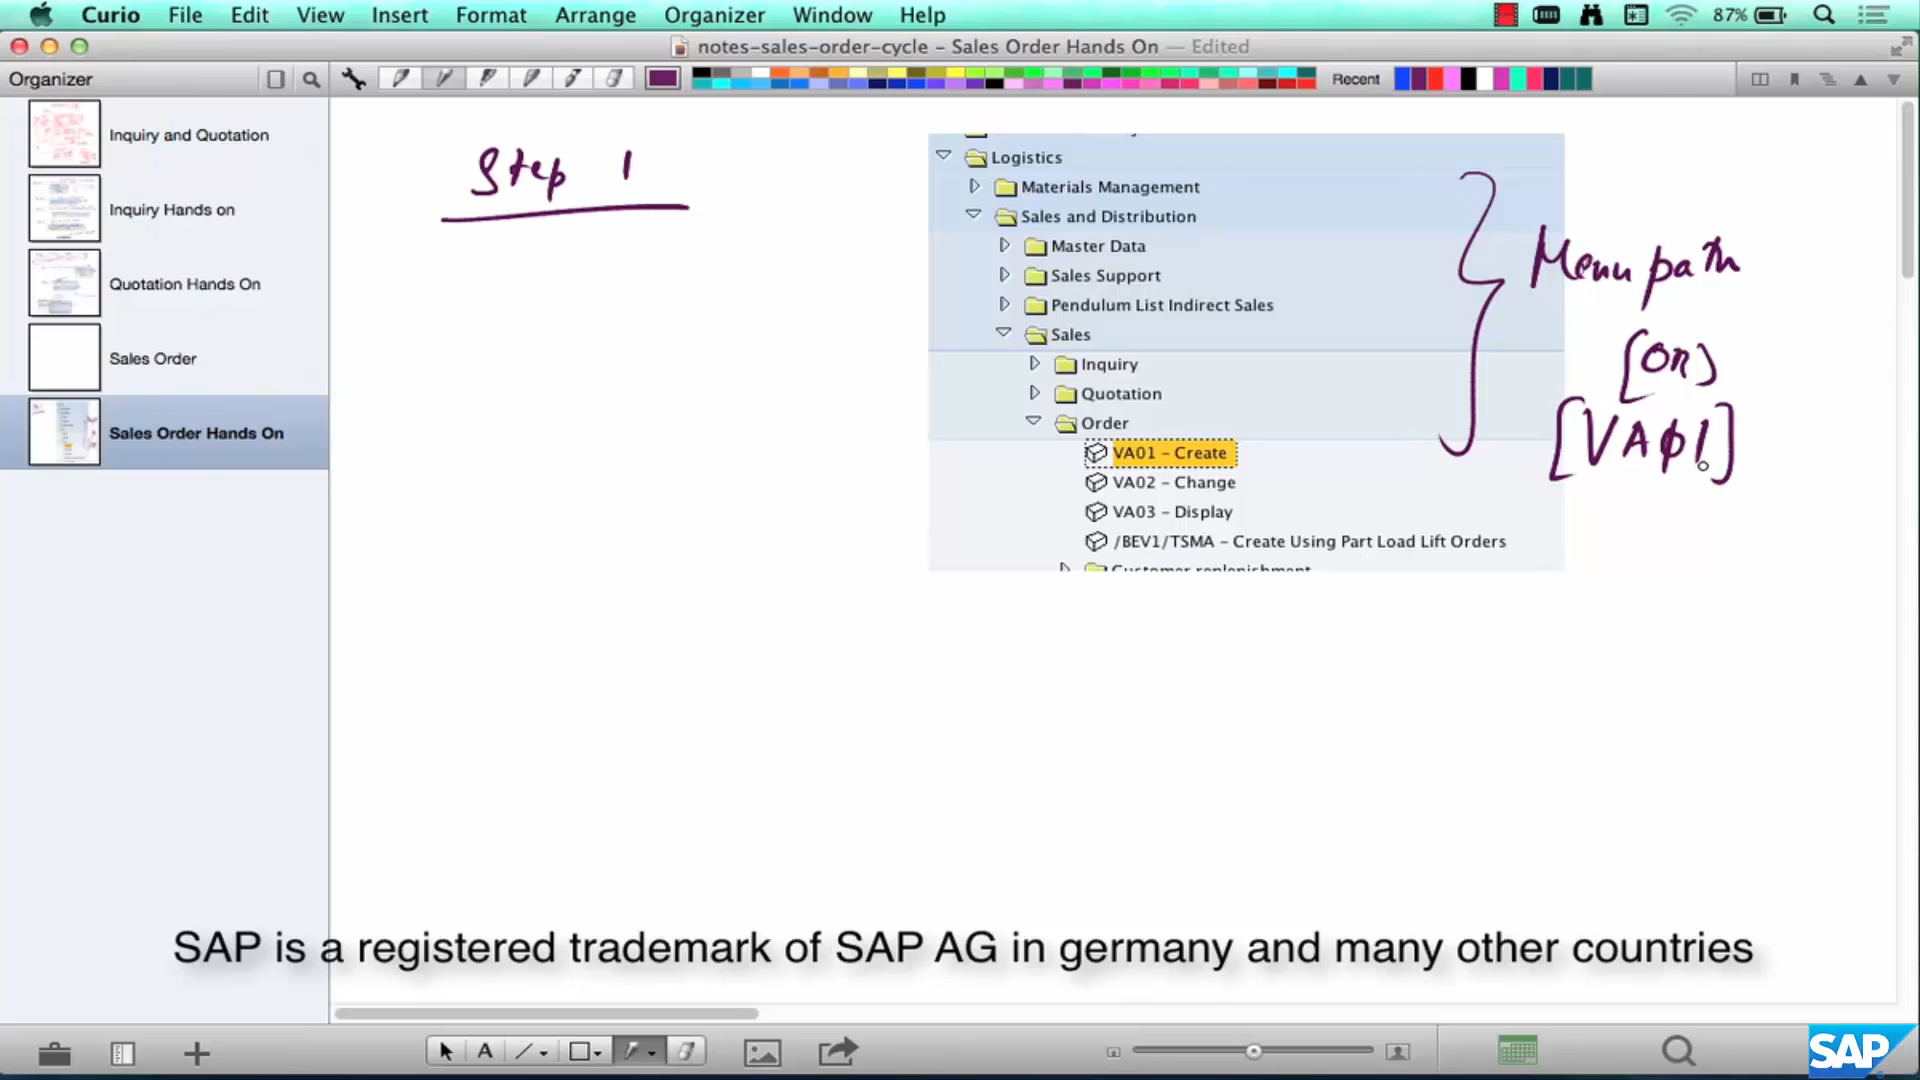 Curio File Edit View Insert Format Arrange Organizer Window Help 87%
notes-sales-order-cycle – Sales Order Hands On — Edited
Organizer
Recent
Inquiry and Quotation
Inquiry Hands on
Quotation Hands On
Sales Order
Sales Order Hands On
Step 1
Logistics
Materials Management
Sales and Distribution
Master Data
Sales Support
Pendulum List Indirect Sales
Sales
Inquiry
Quotation
Order
VA01 – Create
VA02 – Change
VA03 – Display
/BEV1/TSMA – Create Using Part Load Lift Orders
Customer replenishment
Menu path
[OR]
[VA01]
SAP is a registered trademark of SAP AG in germany and many other countries
A
SAP